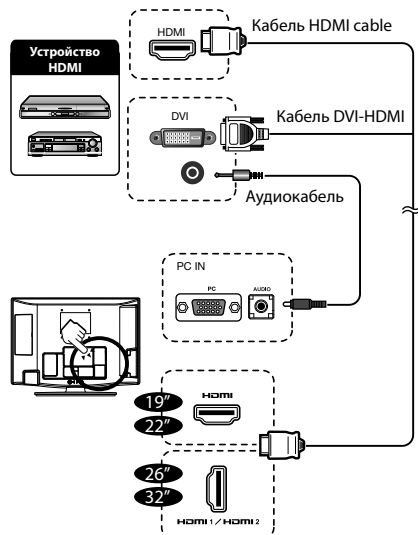 HDMI
Кабель HDMI cable
Устройство
HDMI
DVI
Кабель DVI-HDMI
Аудиокабель
PC IN
PC
AUDIO
19”
22”
HDMI
26”
32”
HDMI 1 / HDMI 2